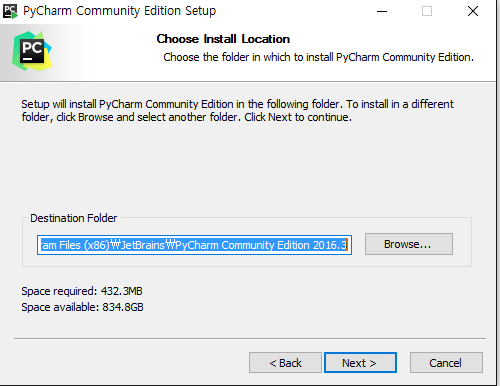 PyCharm Community Edition Setup
PC
Choose Install Location
Choose the folder in which to install PyCharm Community Edition.
Setup will install PyCharm Community Edition in the following folder. To install in a different
folder, click Browse and select another folder. Click Next to continue.
Destination Folder
am Files (x86)₩JetBrains₩PyCharm Community Edition 2016.3
Browse...
Space required: 432.3MB
Space available: 834.8GB
< Back
Next >
Cancel